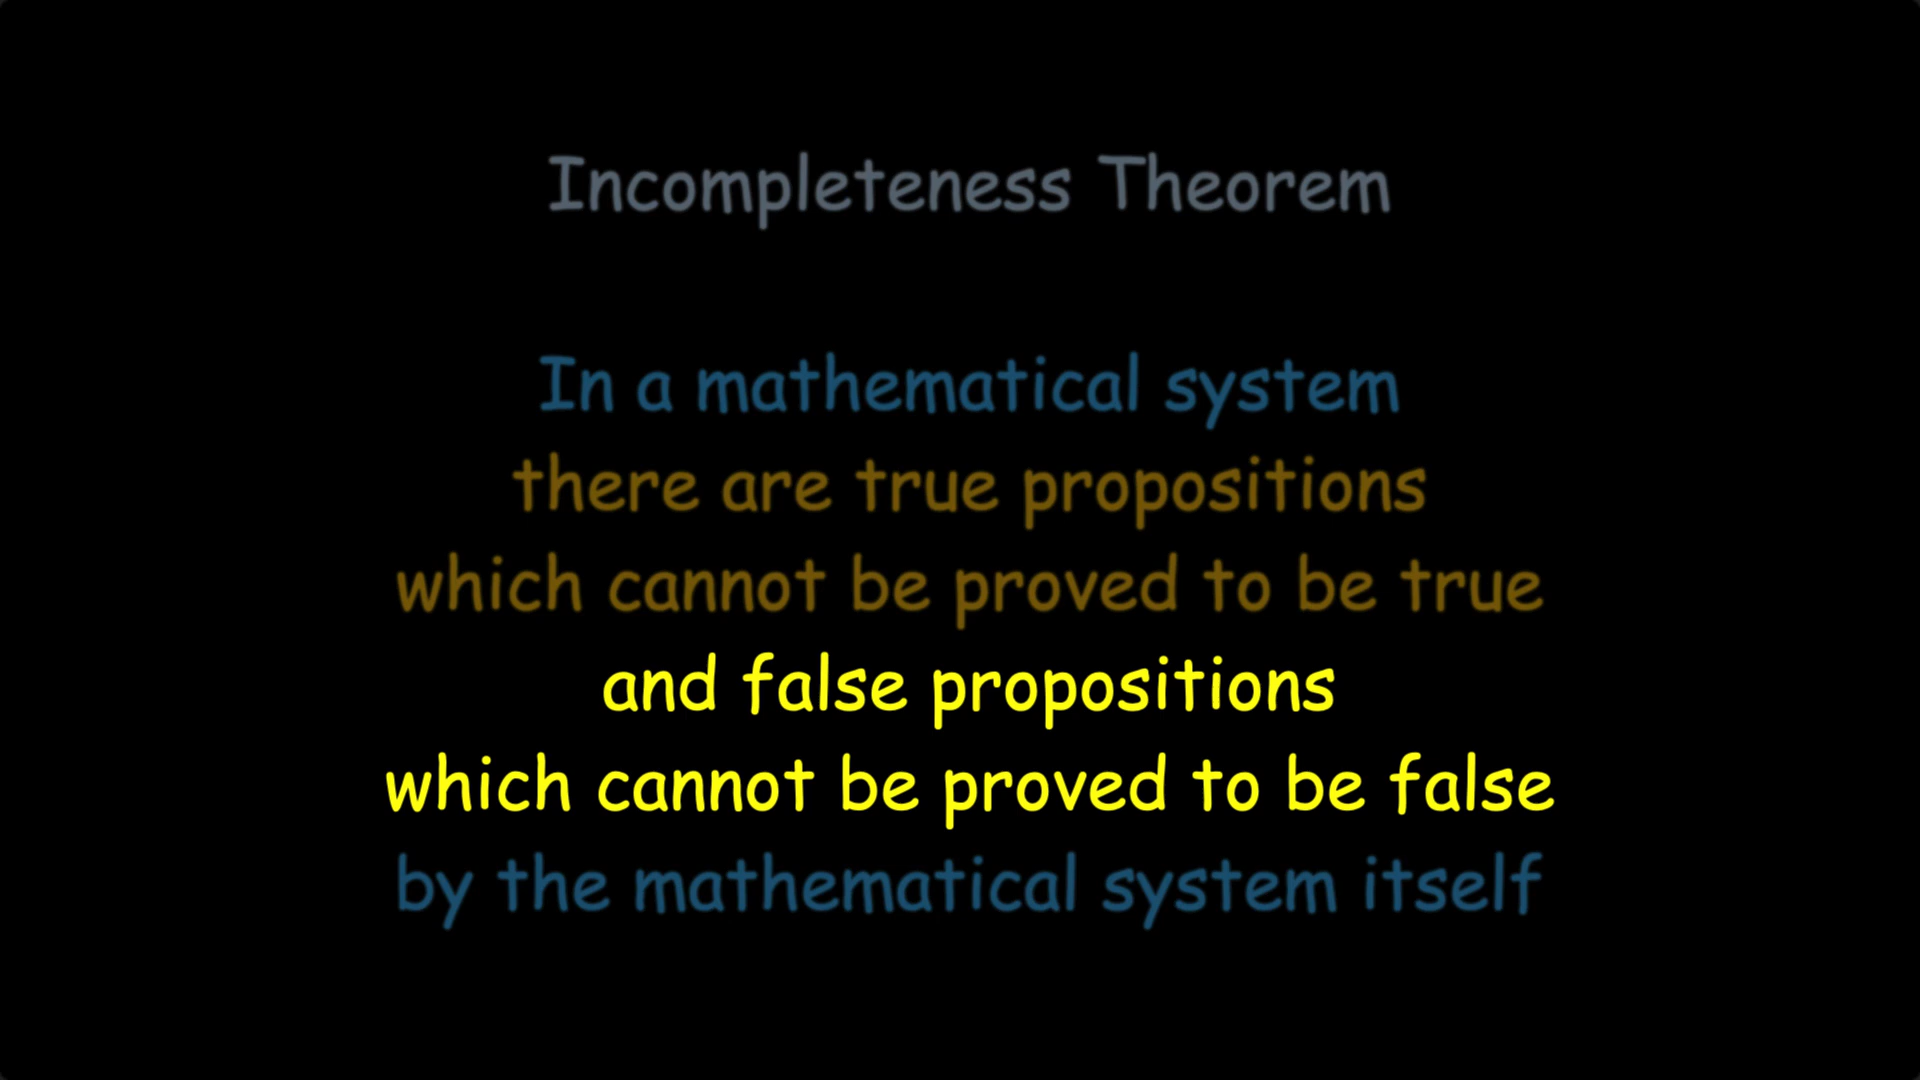 Incompleteness Theorem
In a mathematical system
there are true propositions
which cannot be proved to be true
and false propositions
which cannot be proved to be false
by the mathematical system itself